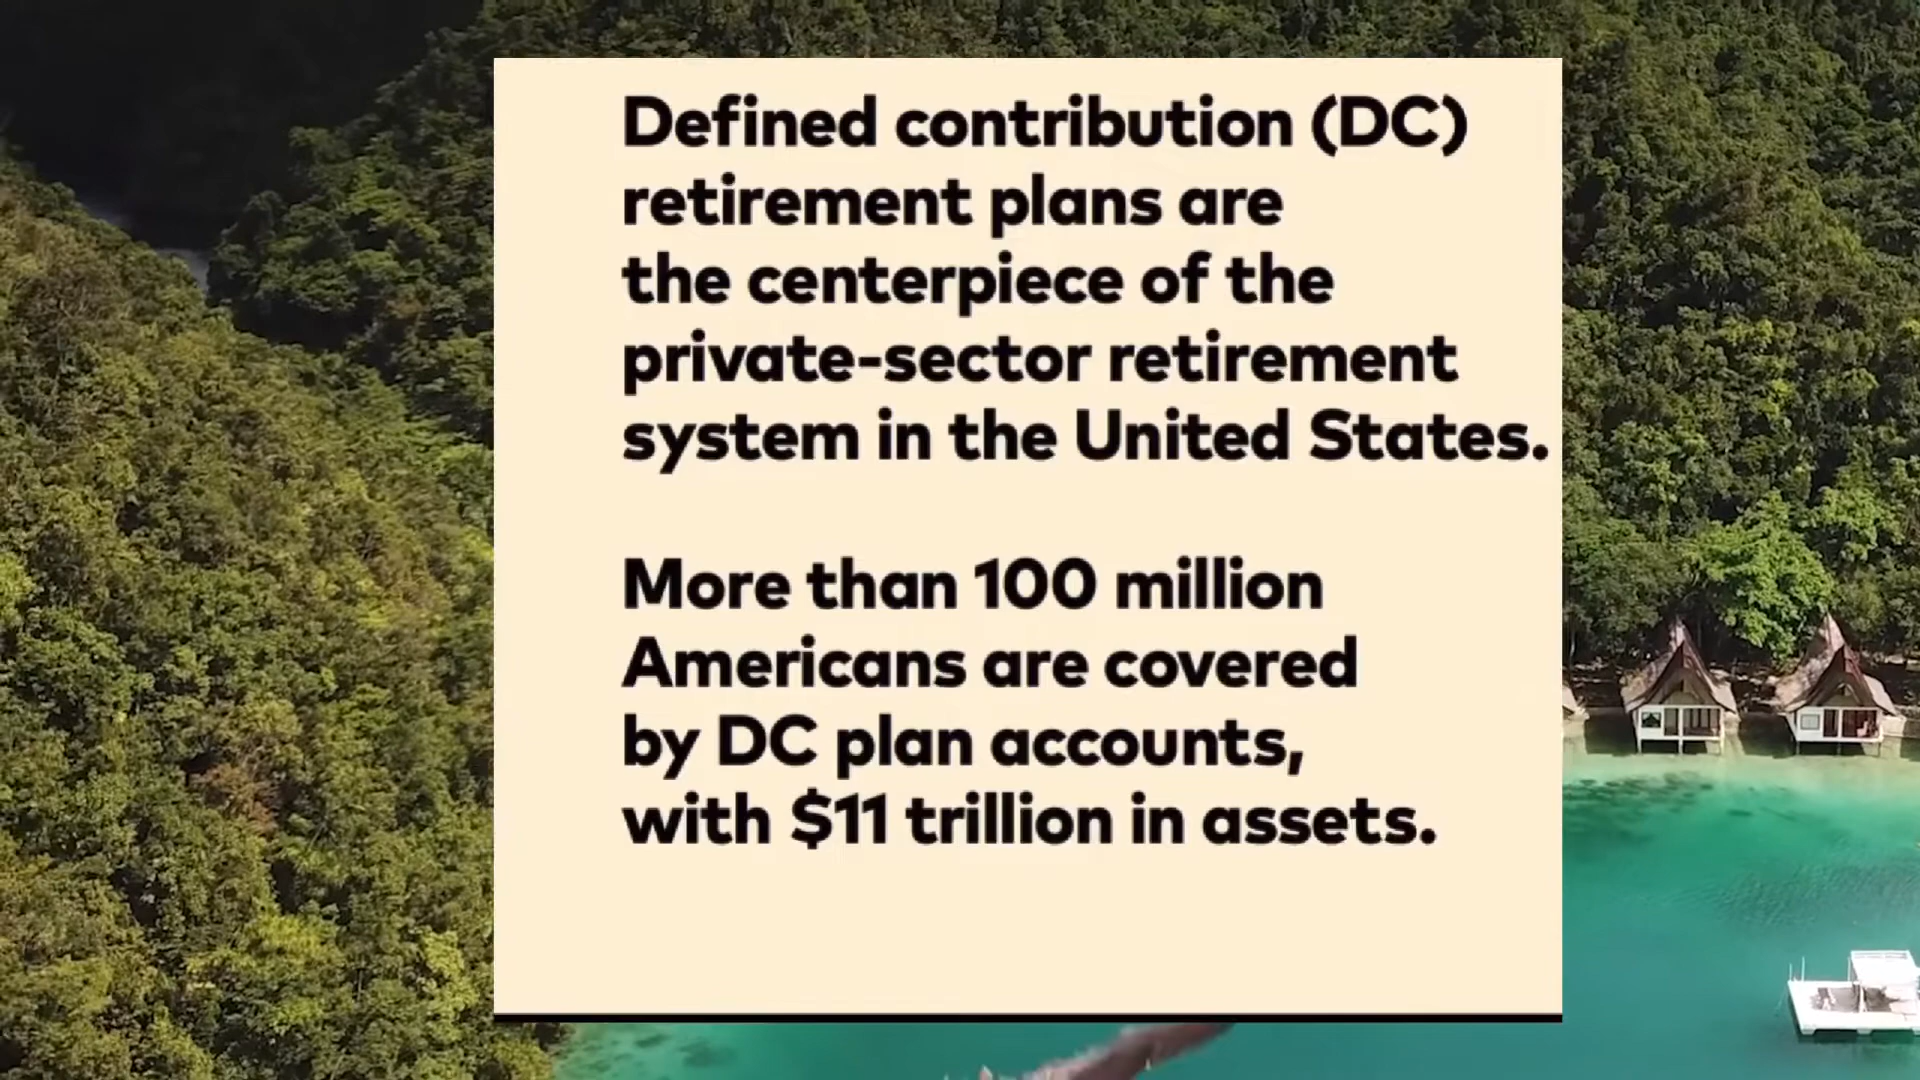 Defined contribution (DC)
retirement plans are
the centerpiece of the
private-sector retirement
system in the United States.
More than 100 million
Americans are covered
by DC plan accounts,
with $11 trillion in assets.